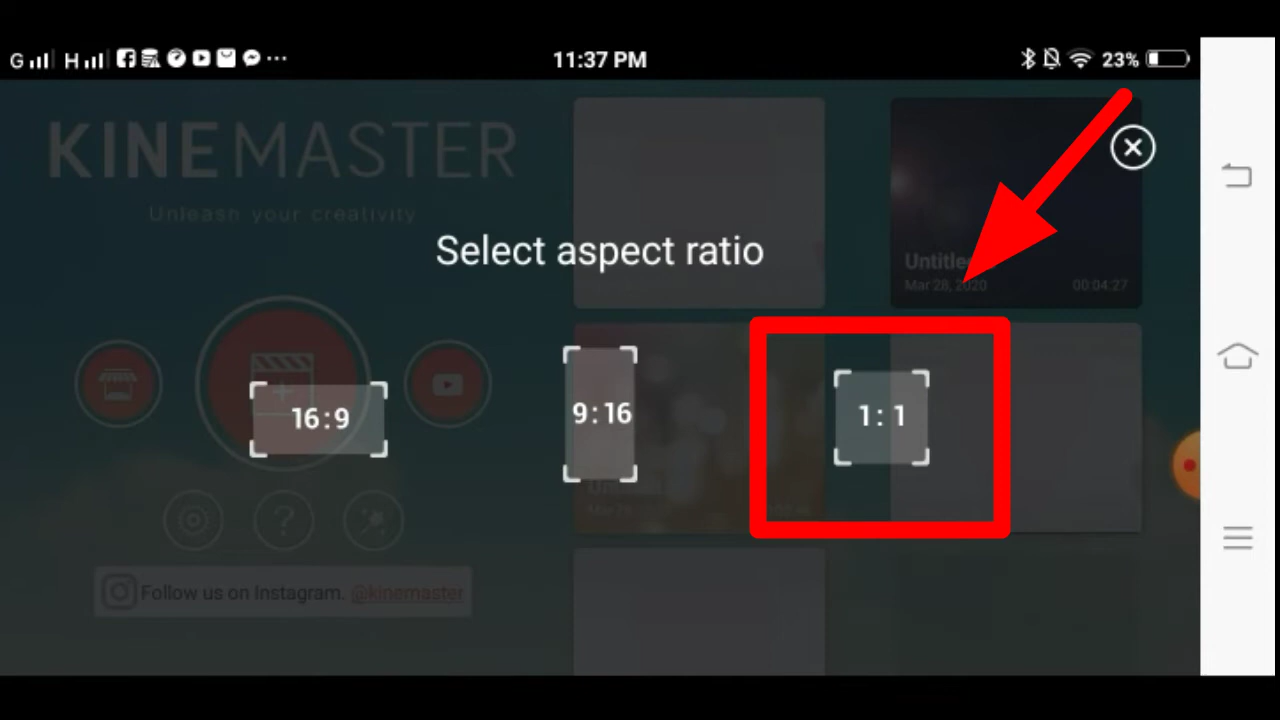 G H 11:37 PM 23%
KINEMASTER
Unleash your creativity
Select aspect ratio
Mar 28, 2020 00:04:27
16:9 9:16 1:1
?
Follow us on Instagram. @kinemaster